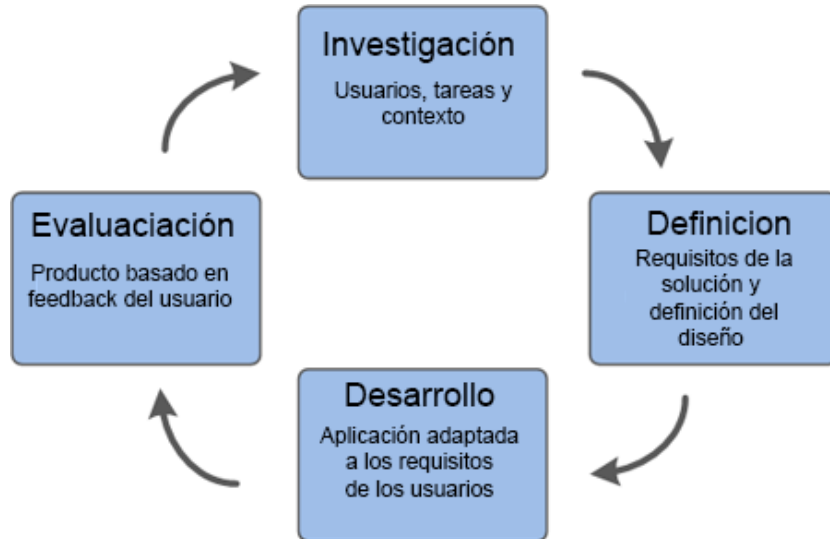 Investigación
Usuarios, tareas y
contexto
Evaluaciación
Producto basado en
feedback del usuario
Definicion
Requisitos de la
solución y
definición del
diseño
Desarrollo
Aplicación adaptada
a los requisitos
de los usuarios